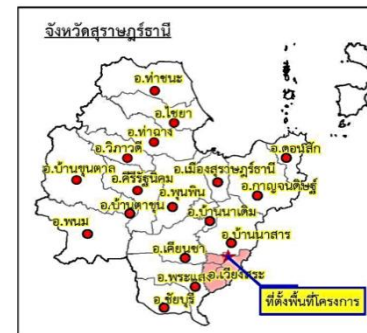 จังหวัดสุราษฎร์ธานี
อ.ท่าชนะ
อ.ไชยา
อ.ท่าฉาง
อ.วิภาวดี
อ.ดอนสัก
อ.บ้านขุนตาล
อ.คีรีรัฐนิคม
อ.เมืองสุราษฎร์ธานี
อ.กาญจนดิษฐ์
อ.พุนพิน
อ.บ้านตาขุน
อ.บ้านนาเดิม
อ.พนม
อ.บ้านนาสาร
อ.เคียนซา
อ.พระแสง
อ.เวียงสระ
อ.ชัยบุรี
ที่ตั้งพื้นที่โครงการ